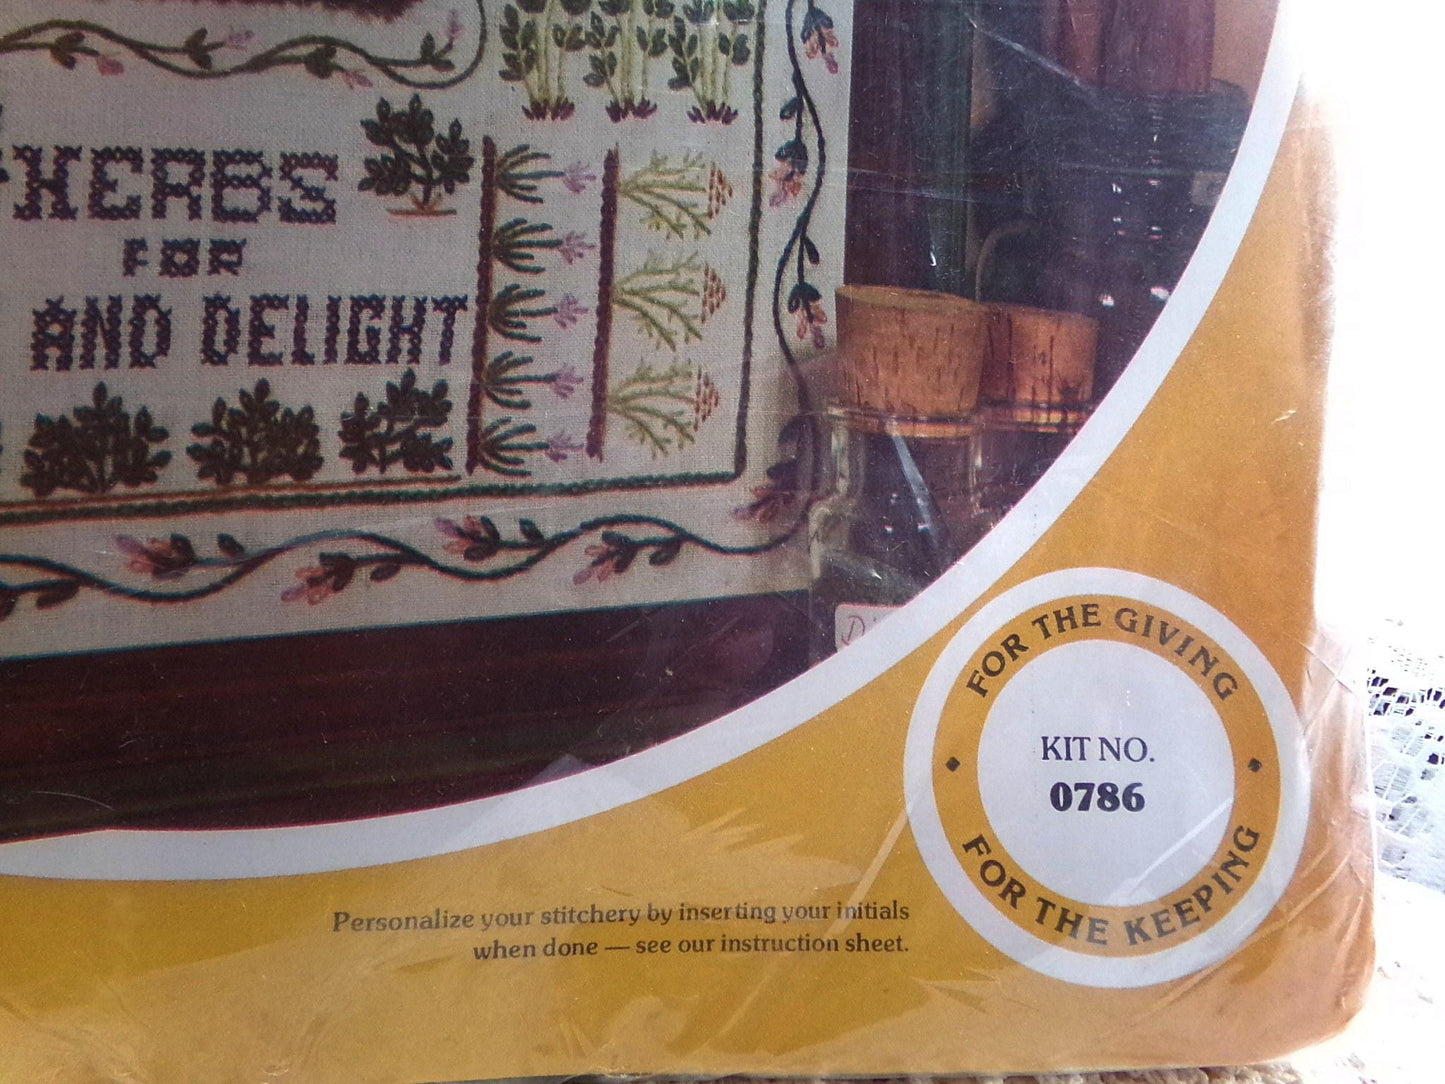 HERBS
FOR
AND DELIGHT
FOR THE GIVING
KIT NO.
0786
FOR THE KEEPING
Personalize your stitchery by inserting your initials
when done — see our instruction sheet.